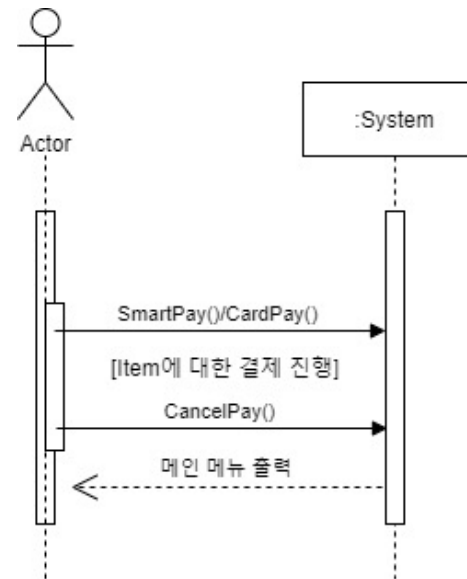 Actor
:System
SmartPay()/CardPay()
[Item에 대한 결제 진행]
CancelPay()
메인 메뉴 출력